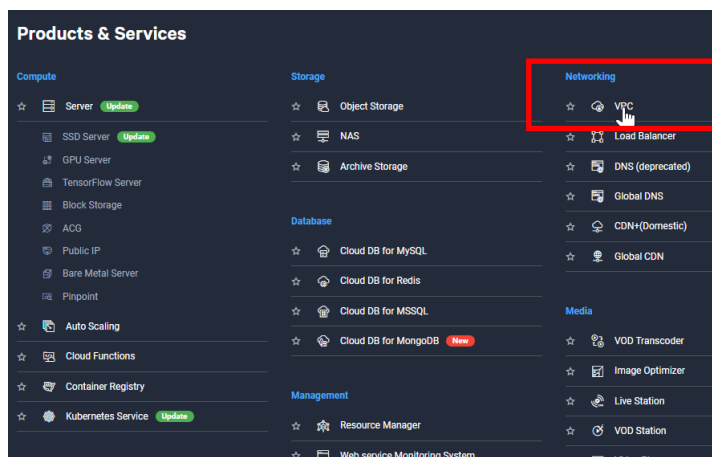 Products & Services
Compute
Server Update
SSD Server Update
GPU Server
TensorFlow Server
Block Storage
ACG
Public IP
Bare Metal Server
Pinpoint
Auto Scaling
Cloud Functions
Container Registry
Kubernetes Service Update
Storage
Object Storage
NAS
Archive Storage
Database
Cloud DB for MySQL
Cloud DB for Redis
Cloud DB for MSSQL
Cloud DB for MongoDB New
Management
Resource Manager
Web service Monitoring System
Networking
VPC
Load Balancer
DNS (deprecated)
Global DNS
CDN+(Domestic)
Global CDN
Media
VOD Transcoder
Image Optimizer
Live Station
VOD Station